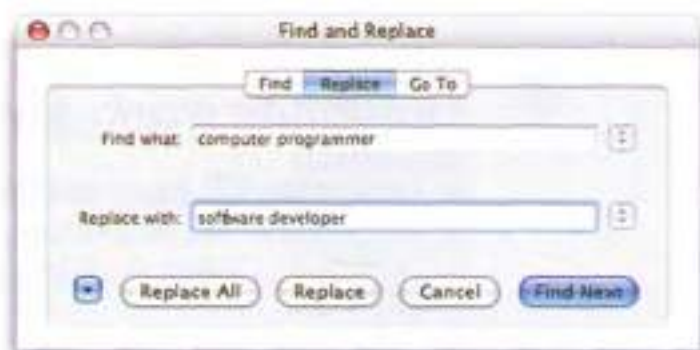 Find and Replace
Find Replace Go To
Find what: computer programmer
Replace with: software developer
Replace All Replace Cancel Find Next